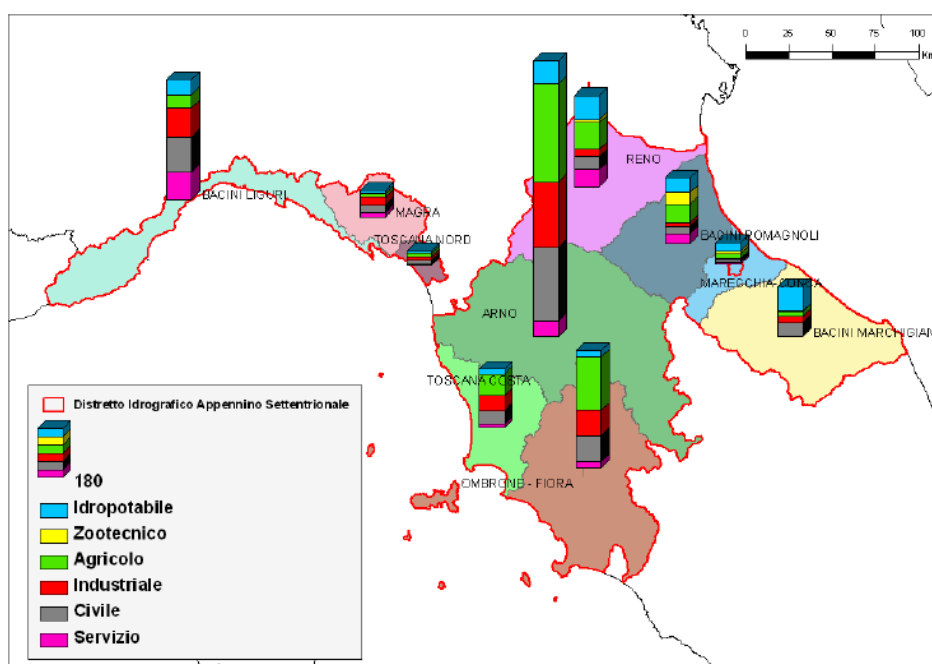 0 25 50 75 100
Km
RENO
BACINI LIGURI
MAGRA
TOSCANA NORD
BACINI ROMAGNOLI
MARECCHIA-CONCA
ARNO
BACINI MARCHIGIAN
TOSCANA COSTA
OMBRONE - FIORA
Distretto Idrografico Appennino Settentrionale
180
Idropotabile
Zootecnico
Agricolo
Industriale
Civile
Servizio